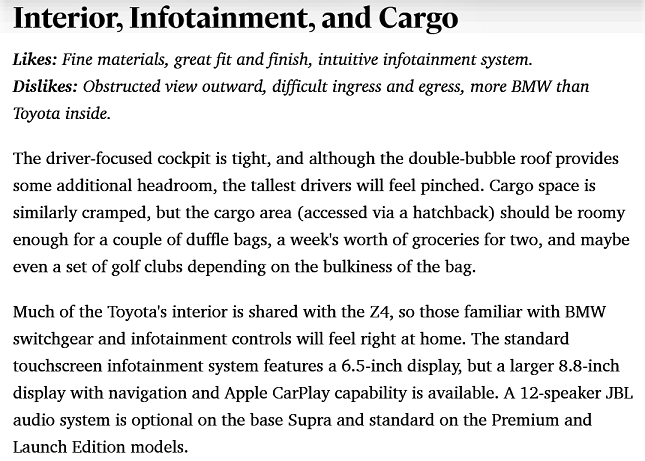 Interior, Infotainment, and Cargo
Likes: Fine materials, great fit and finish, intuitive infotainment system.
Dislikes: Obstructed view outward, difficult ingress and egress, more BMW than
Toyota inside.
The driver-focused cockpit is tight, and although the double-bubble roof provides
some additional headroom, the tallest drivers will feel pinched. Cargo space is
similarly cramped, but the cargo area (accessed via a hatchback) should be roomy
enough for a couple of duffle bags, a week's worth of groceries for two, and maybe
even a set of golf clubs depending on the bulkiness of the bag.
Much of the Toyota's interior is shared with the Z4, so those familiar with BMW
switchgear and infotainment controls will feel right at home. The standard
touchscreen infotainment system features a 6.5-inch display, but a larger 8.8-inch
display with navigation and Apple CarPlay capability is available. A 12-speaker JBL
audio system is optional on the base Supra and standard on the Premium and
Launch Edition models.